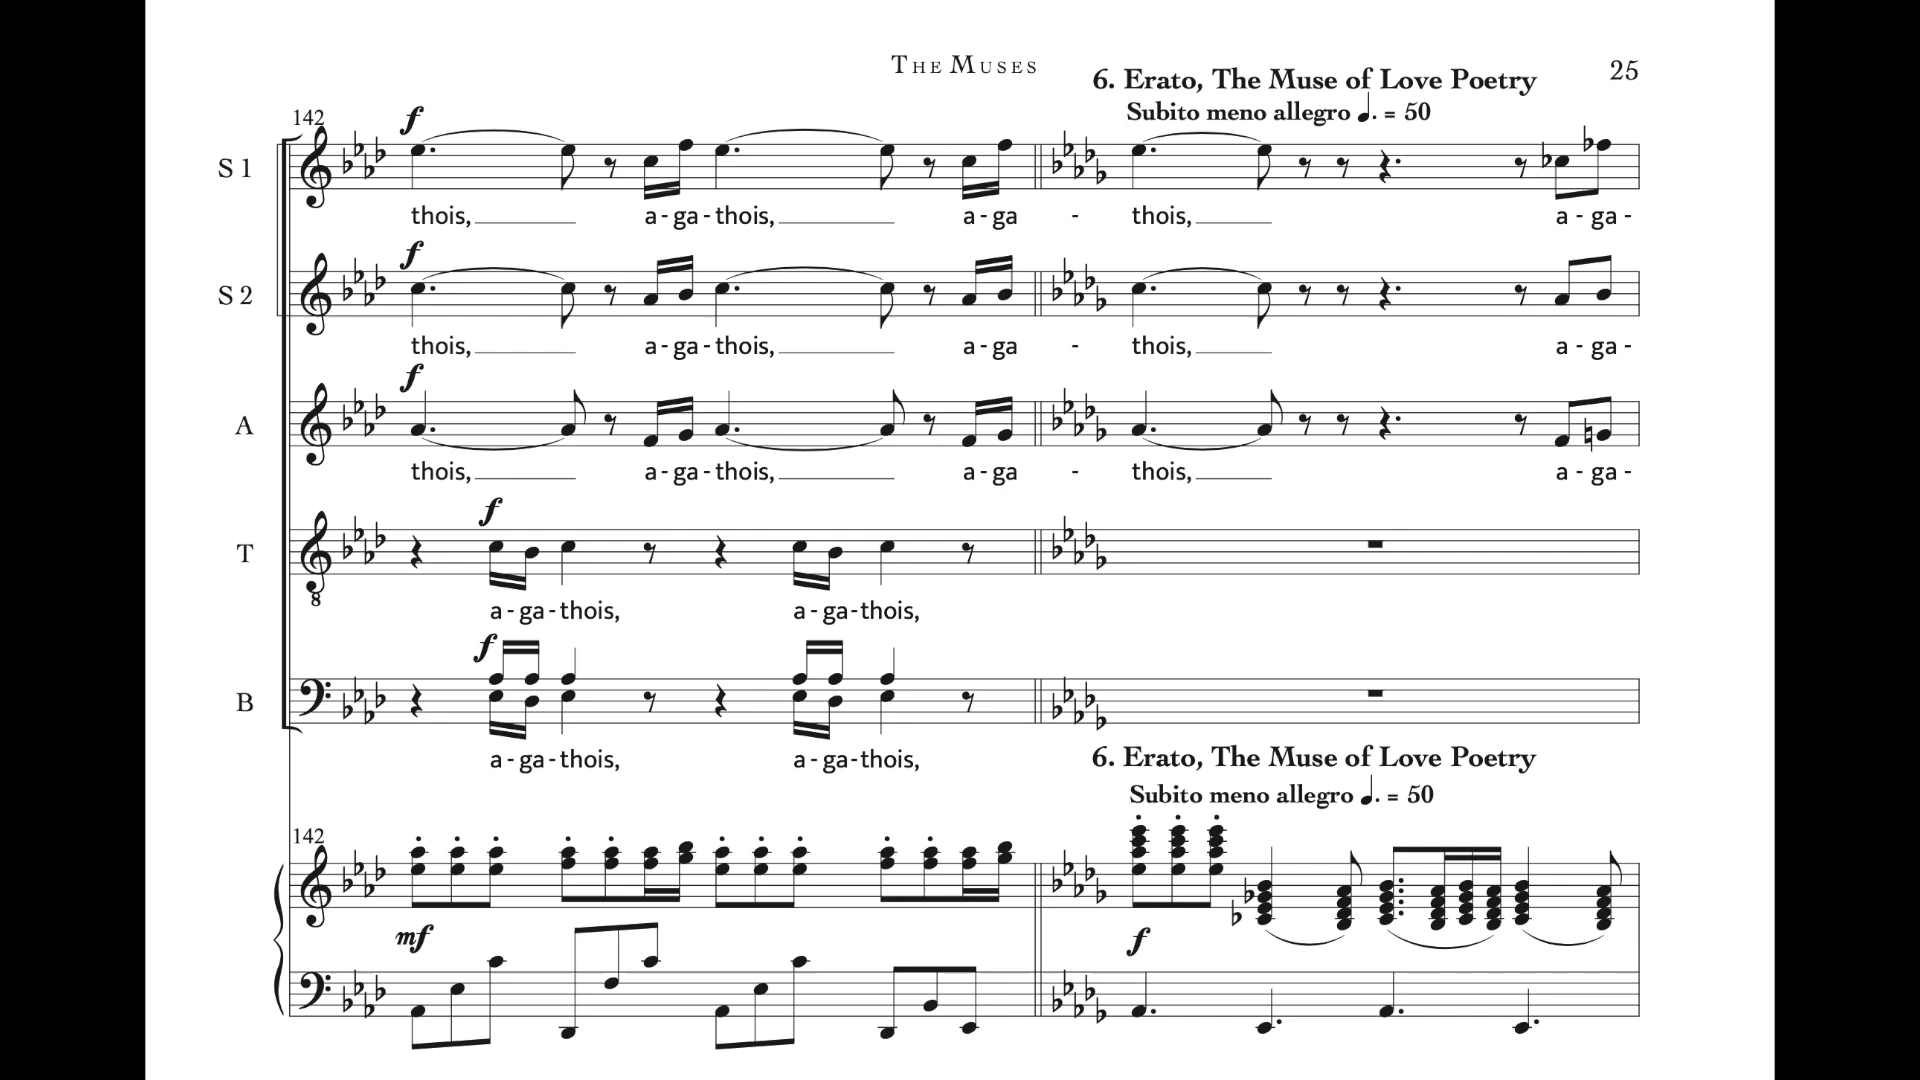 THE MUSES
25
6. Erato, The Muse of Love Poetry
Subito meno allegro ♩. = 50
142
f
S 1
thois, a - ga - thois, a - ga - thois, a - ga -
f
S 2
thois, a - ga - thois, a - ga - thois, a - ga -
f
A
thois, a - ga - thois, a - ga - thois, a - ga -
f
T
8
a - ga - thois, a - ga - thois,
f
B
a - ga - thois, a - ga - thois,
6. Erato, The Muse of Love Poetry
Subito meno allegro ♩. = 50
142
mf f